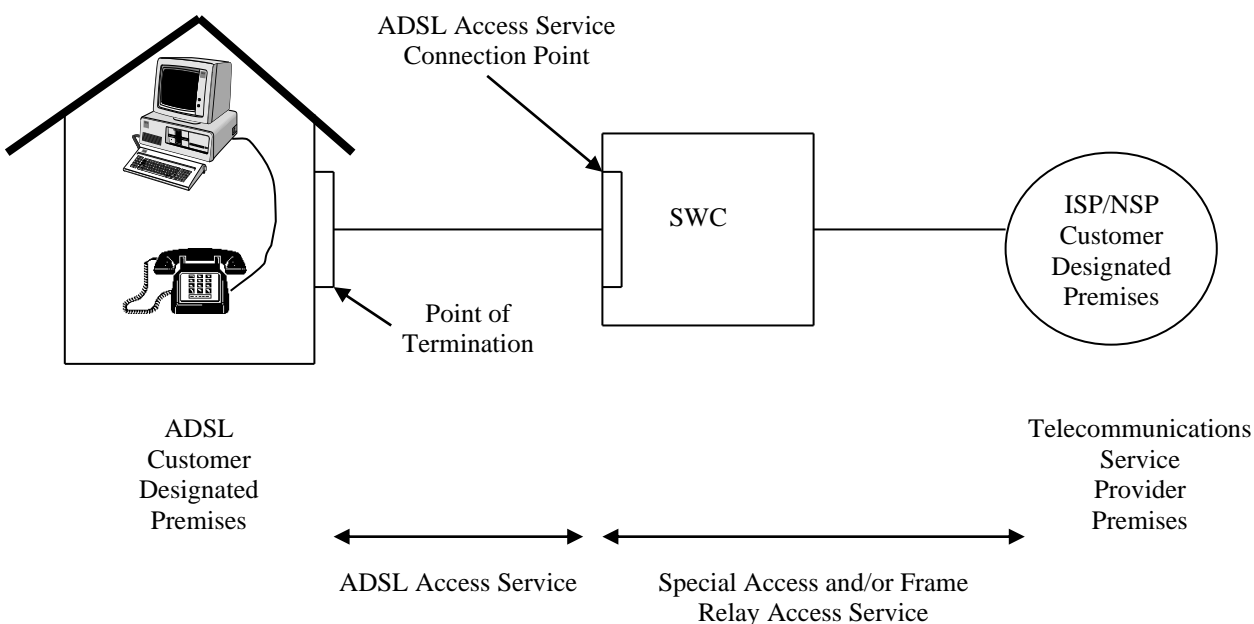 ADSL Access Service
Connection Point
SWC
ISP/NSP
Customer
Designated
Premises
Point of
Termination
ADSL
Customer
Designated
Premises
Telecommunications
Service
Provider
Premises
ADSL Access Service
Special Access and/or Frame
Relay Access Service